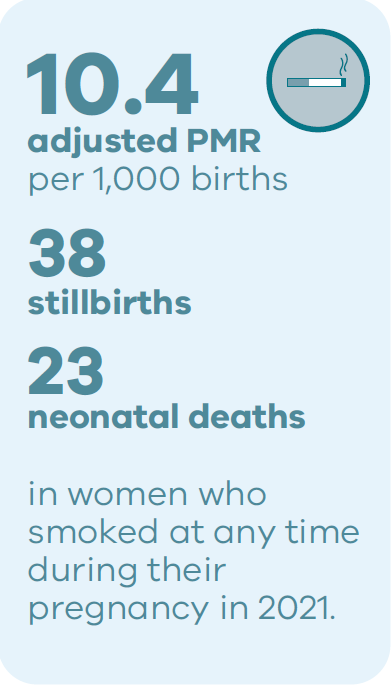 10.4
adjusted PMR
per 1,000 births
38
stillbirths
23
neonatal deaths
in women who
smoked at any time
during their
pregnancy in 2021.